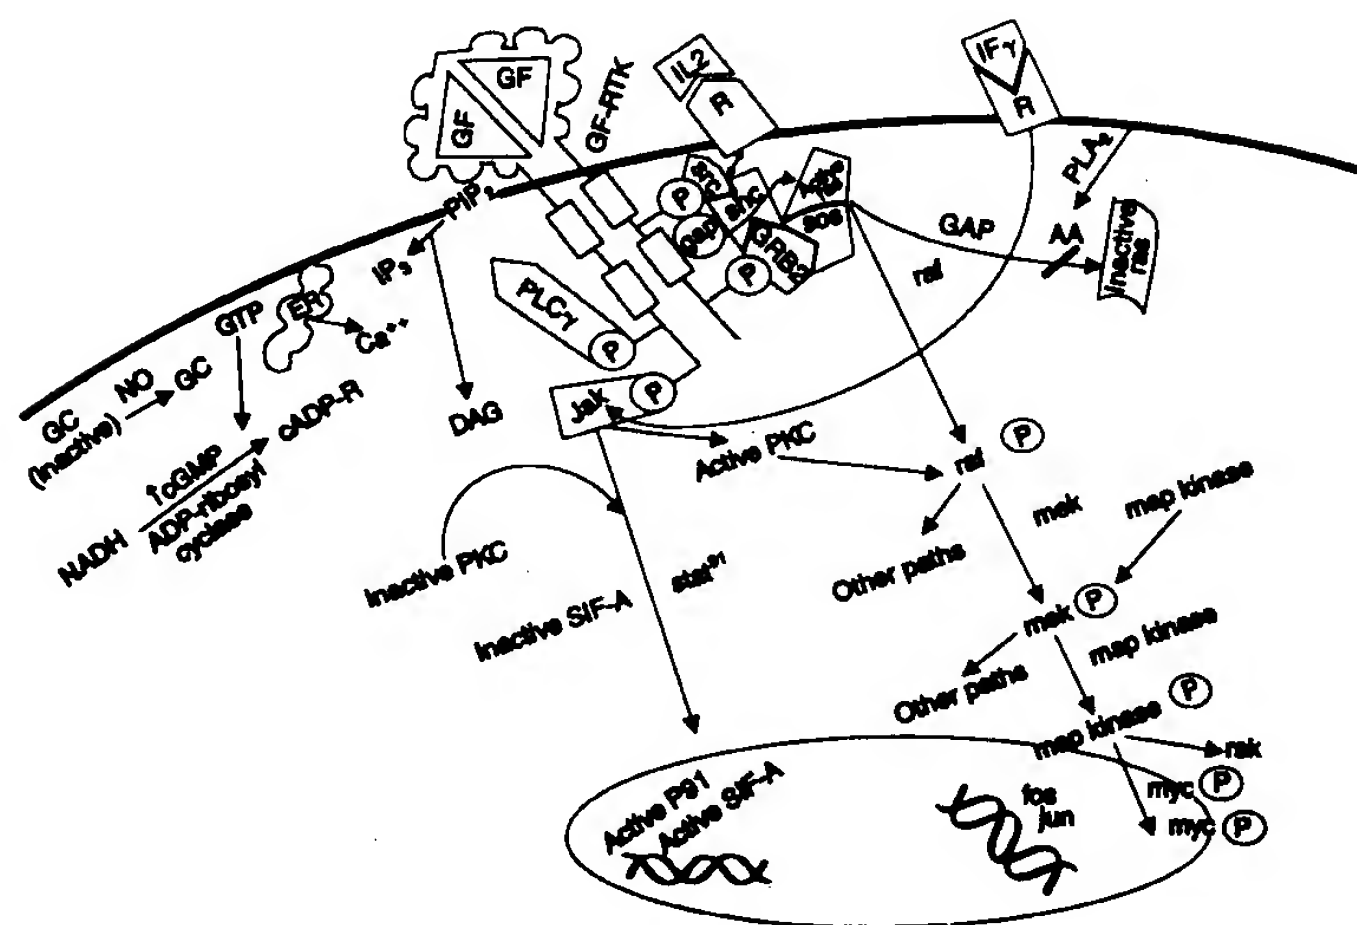 GF
GF
GF-RTK
IL2
R
IFγ
R
PIP₂
IP₃
DAG
ER
Ca⁺⁺
GTP
GC
(inactive)
NO
GC
cADP-R
↑cGMP
NADH
ADP-ribosyl
cyclase
PLCγ
P
Jak
P
P
src
shc
gap
GRB2
P
Active
ras
sos
GAP
raf
PLA₂
AA
Inactive
ras
Active PKC
raf
P
Other paths
mek
map kinase
Inactive PKC
Inactive SIF-A
stat⁹¹
mek
P
map kinase
Other paths
map kinase
P
rsk
myc P
myc P
fos
jun
Active P91
Active SIF-A